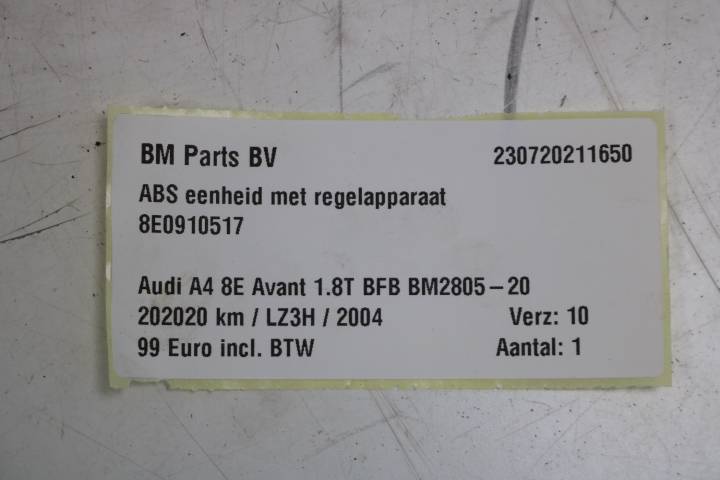 BM Parts BV 230720211650
ABS eenheid met regelapparaat
8E0910517
Audi A4 8E Avant 1.8T BFB BM2805-20
202020 km / LZ3H / 2004 Verz: 10
99 Euro incl. BTW Aantal: 1